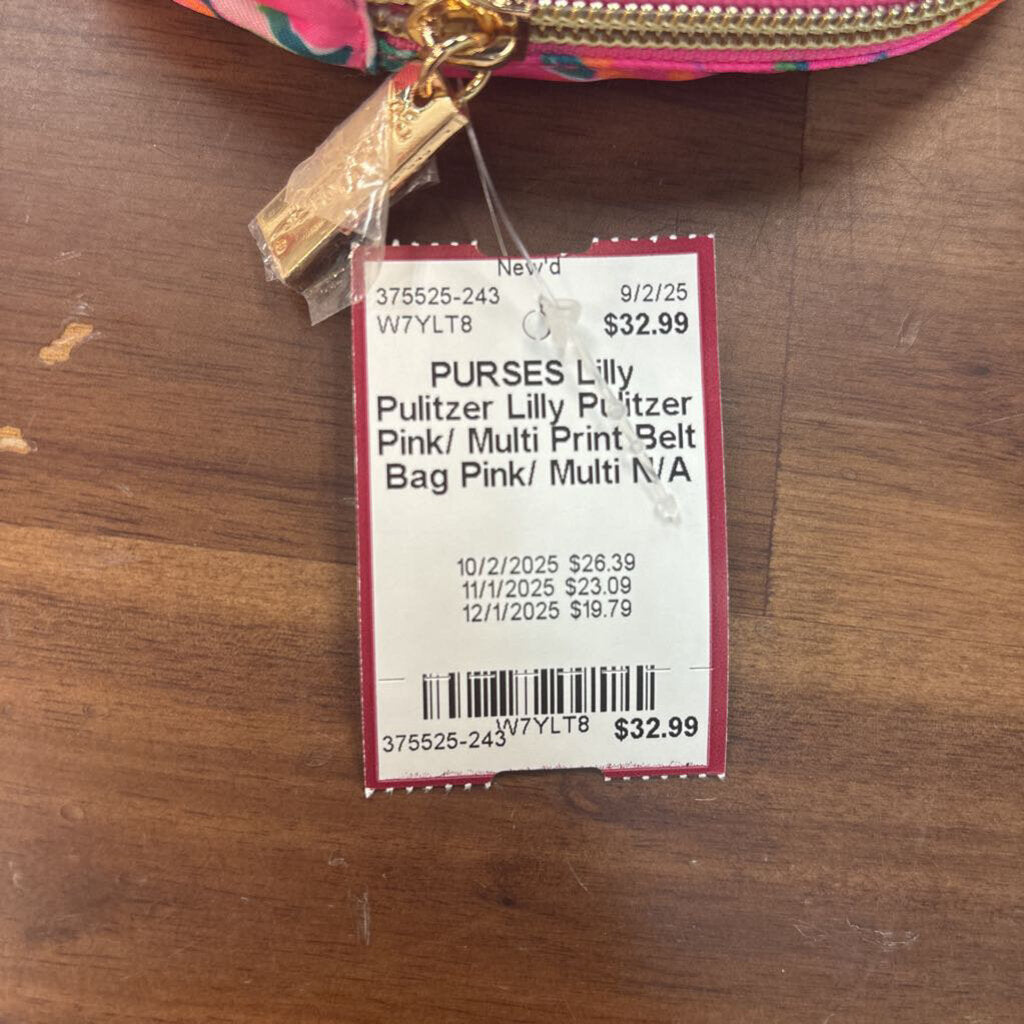 New'd
375525-243 9/2/25
W7YLT8 $32.99
PURSES Lilly
Pulitzer Lilly Pulitzer
Pink/ Multi Print Belt
Bag Pink/ Multi N/A
10/2/2025 $26.39
11/1/2025 $23.09
12/1/2025 $19.79
W7YLT8
375525-243 $32.99